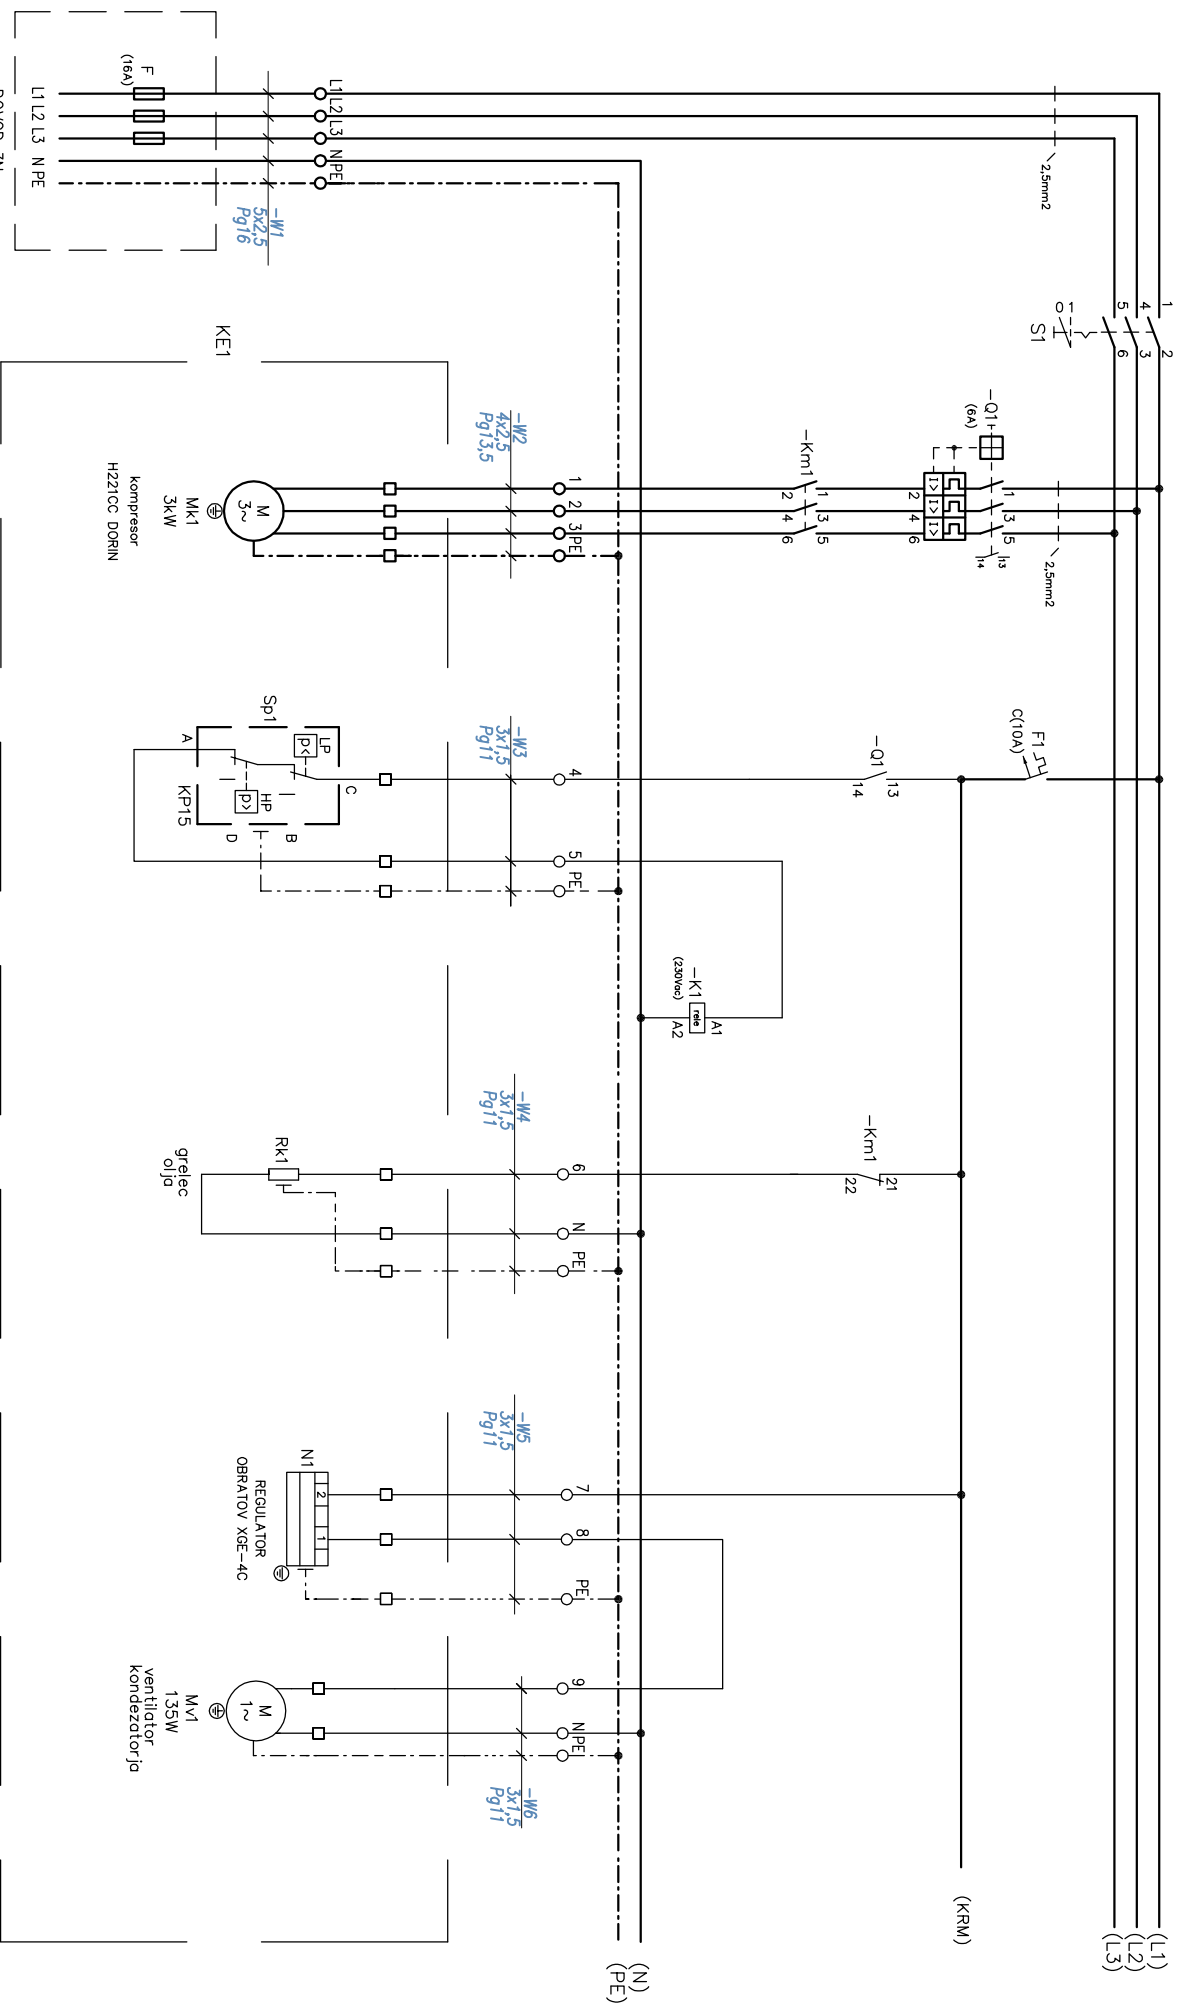 F
(16A)
L1 L2 L3 N PE
L1
L2
L3
N
PE
-W1
5x2,5
Pg16
2,5mm2
1
2
4
3
5
6
0 1
S1
(L1)
(L2)
(L3)
KE1
-Q1
(6A)
1
3
5
13
14
I>
I>
I>
2
4
6
2,5mm2
-Km1
1
3
5
2
4
6
1
2
3
PE
-W2
4x2,5
Pg13,5
M
3~
Mk1
3kW
kompresor
H221CC DORIN
F1
C(10A)
-Q1
13
14
4
5
PE
-W3
3x1,5
Pg11
Sp1
LP
p<
HP
p>
A
C
B
D
KP15
-K1
(230Vac)
rele
A1
A2
-Km1
21
22
6
N
PE
-W4
3x1,5
Pg11
Rk1
grelec
olja
7
8
PE
-W5
3x1,5
Pg11
N1
2
1
REGULATOR
OBRATOV XGE-4C
9
N
PE
-W6
3x1,5
Pg11
M
1~
Mv1
135W
ventilator
kondezatorja
(KRM)
(N)
(PE)